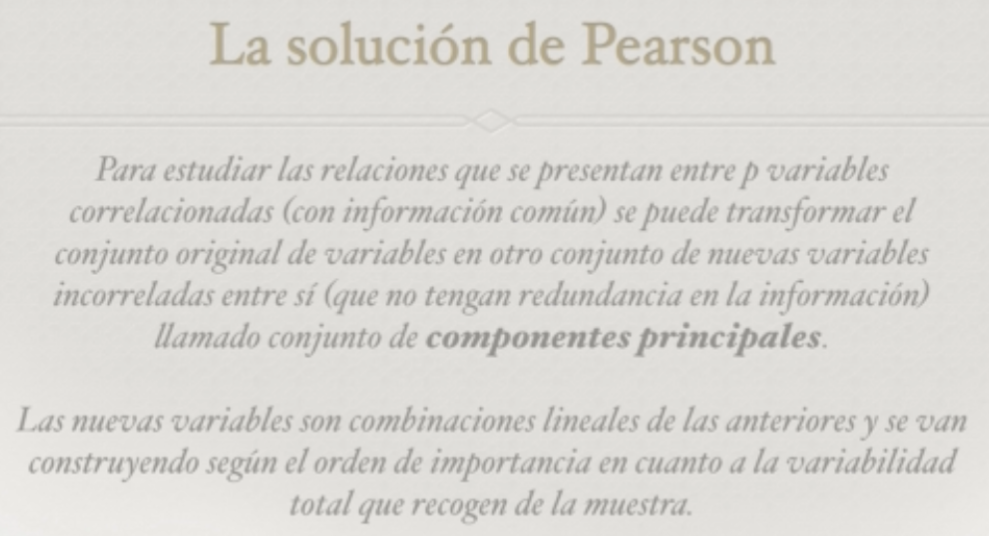 La solución de Pearson
Para estudiar las relaciones que se presentan entre p variables
correlacionadas (con información común) se puede transformar el
conjunto original de variables en otro conjunto de nuevas variables
incorreladas entre sí (que no tengan redundancia en la información)
llamado conjunto de componentes principales.
Las nuevas variables son combinaciones lineales de las anteriores y se van
construyendo según el orden de importancia en cuanto a la variabilidad
total que recogen de la muestra.